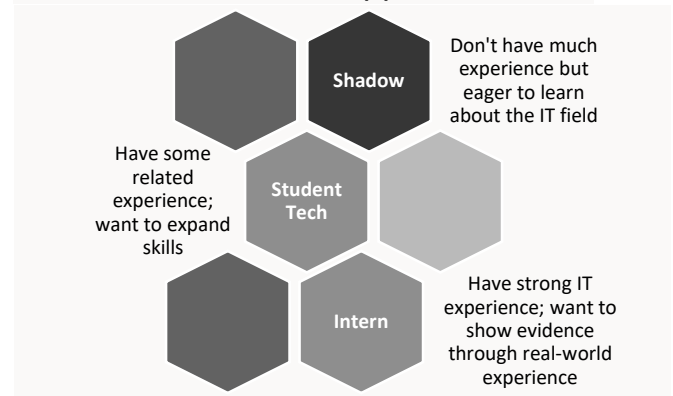 Shadow
Don't have much
experience but
eager to learn
about the IT field
Have some
related
experience;
want to expand
skills
Student
Tech
Intern
Have strong IT
experience; want to
show evidence
through real-world
experience